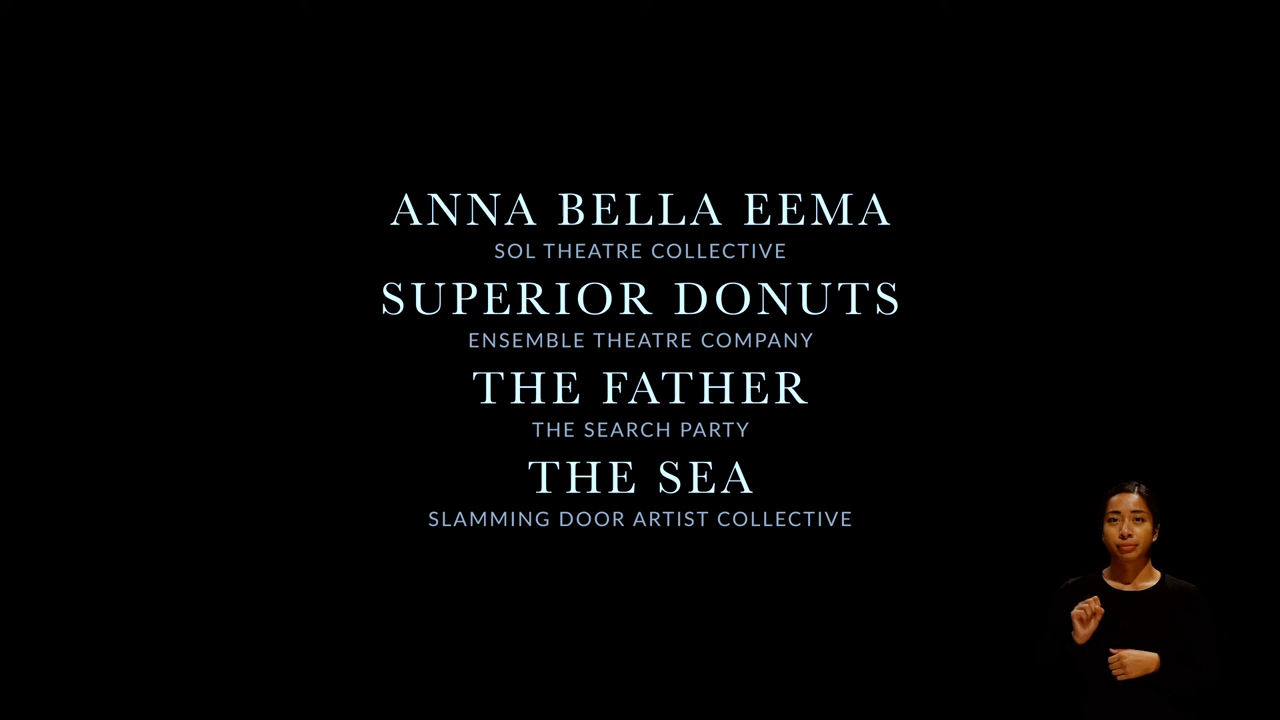 ANNA BELLA EEMA
SOL THEATRE COLLECTIVE
SUPERIOR DONUTS
ENSEMBLE THEATRE COMPANY
THE FATHER
THE SEARCH PARTY
THE SEA
SLAMMING DOOR ARTIST COLLECTIVE